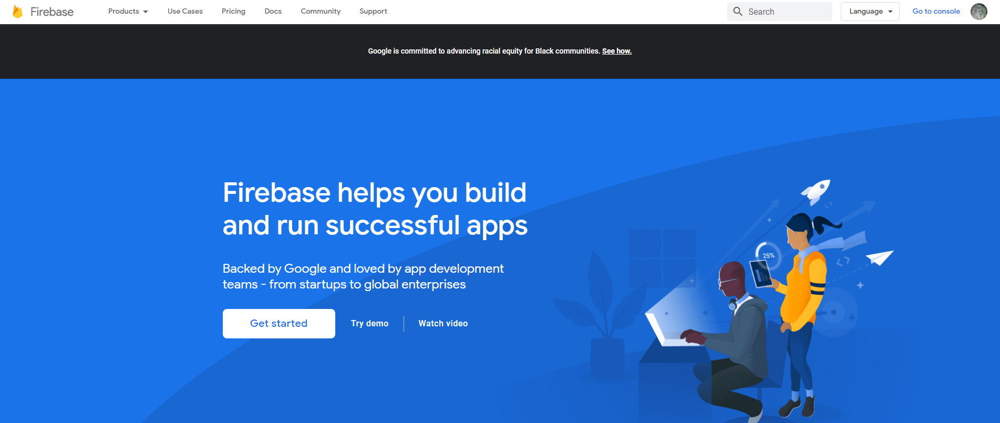 Firebase Products Use Cases Pricing Docs Community Support Search Language Go to console
Google is committed to advancing racial equity for Black communities. See how.
Firebase helps you build
and run successful apps
Backed by Google and loved by app development
teams - from startups to global enterprises
Get started Try demo Watch video
25%